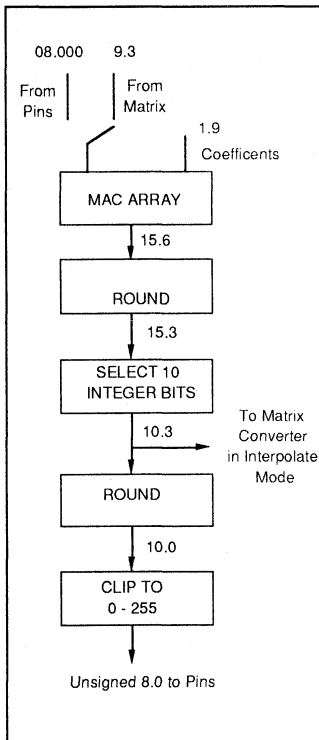 08.000
9.3
From
Pins
From
Matrix
1.9
Coefficents
MAC ARRAY
15.6
ROUND
15.3
SELECT 10
INTEGER BITS
10.3
To Matrix
Converter
in Interpolate
Mode
ROUND
10.0
CLIP TO
0 - 255
Unsigned 8.0 to Pins